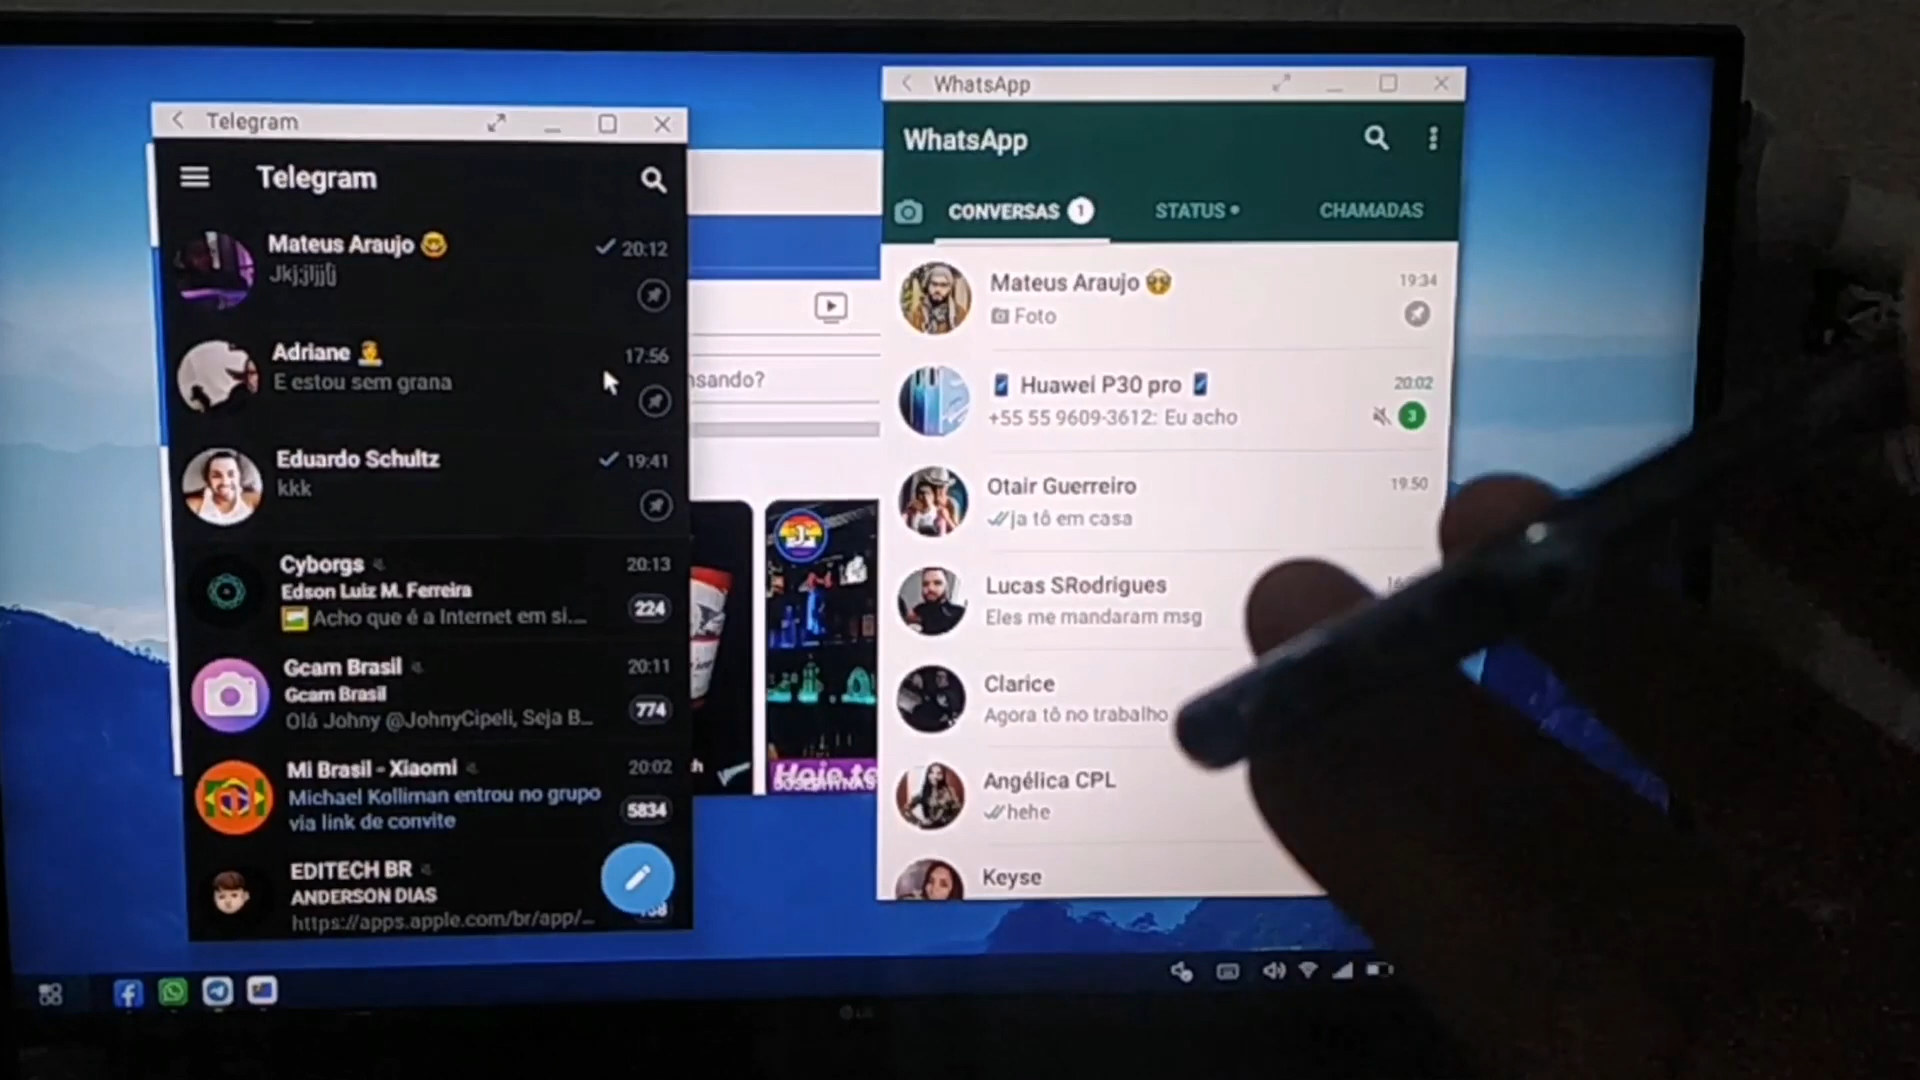 Telegram
Telegram
Mateus Araujo 20:12
Jkj;jljj[j
Adriane 17:56
E estou sem grana
Eduardo Schultz 19:41
kkk
Cyborgs 20:13
Edson Luiz M. Ferreira
Acho que é a Internet em si... 224
Gcam Brasil 20:11
Gcam Brasil
Olá Johny @JohnyCipeli, Seja B... 774
Mi Brasil - Xiaomi 20:02
Michael Kolliman entrou no grupo
via link de convite 5834
EDITECH BR
ANDERSON DIAS
https://apps.apple.com/br/app/...
nsando?
Hoje te
WhatsApp
WhatsApp
CONVERSAS 1 STATUS • CHAMADAS
Mateus Araujo 19:34
Foto
Huawei P30 pro 20:02
+55 55 9609-3612: Eu acho 3
Otair Guerreiro 19:50
ja tô em casa
Lucas SRodrigues
Eles me mandaram msg
Clarice
Agora tô no trabalho
Angélica CPL
hehe
Keyse
LG